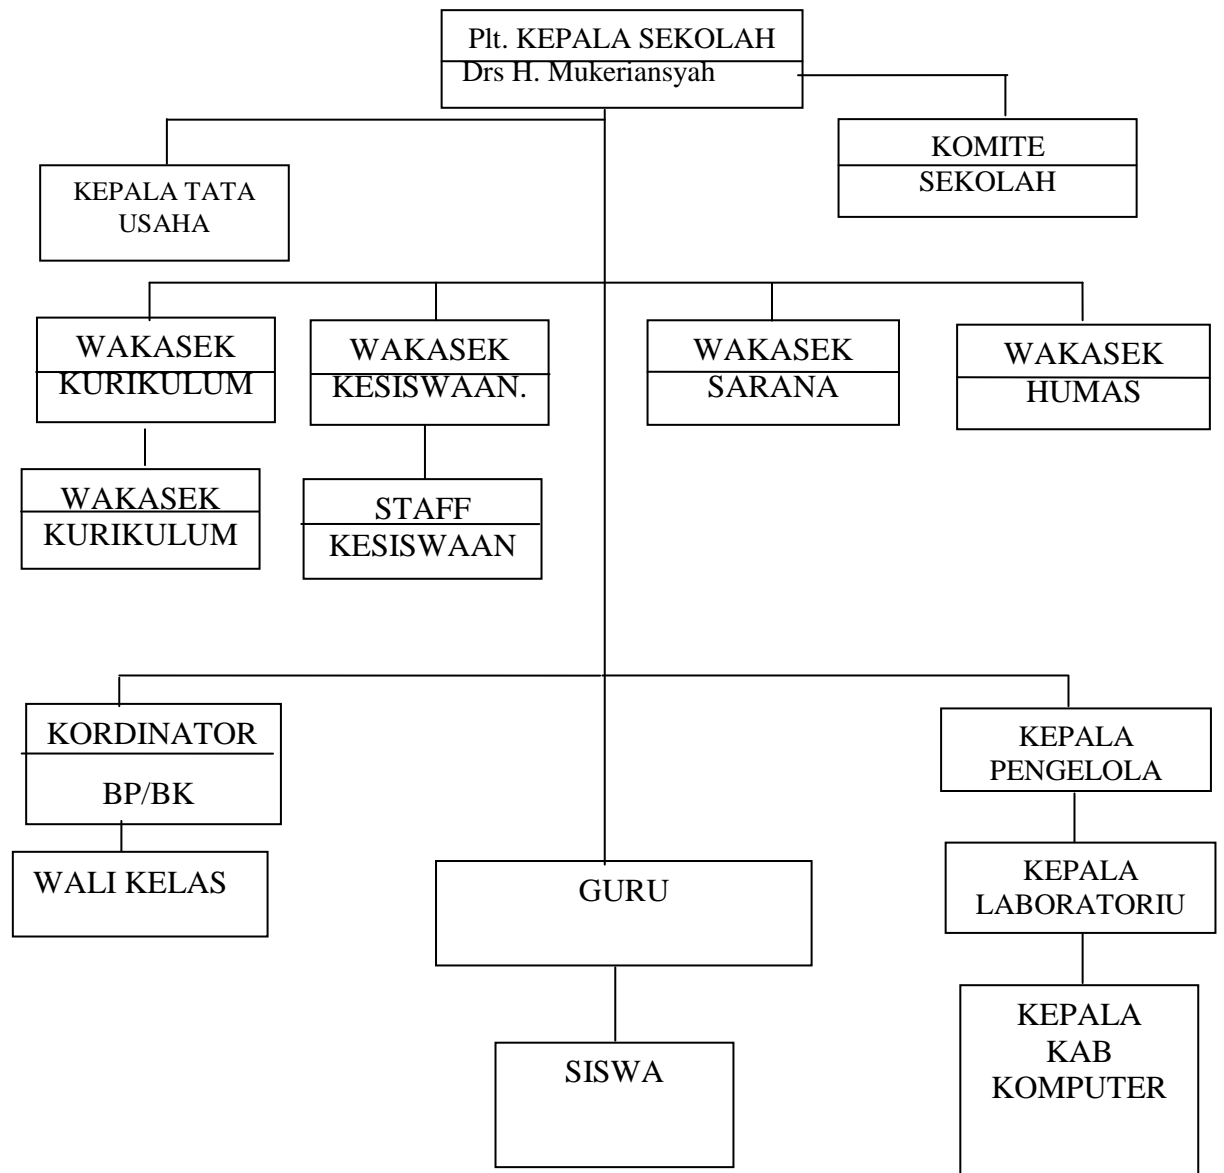 Plt. KEPALA SEKOLAH
Drs H. Mukeriansyah
KOMITE
SEKOLAH
KEPALA TATA
USAHA
WAKASEK
KURIKULUM
WAKASEK
KESISWAAN.
WAKASEK
SARANA
WAKASEK
HUMAS
WAKASEK
KURIKULUM
STAFF
KESISWAAN
KORDINATOR
BP/BK
KEPALA
PENGELOLA
WALI KELAS
GURU
KEPALA
LABORATORIU
SISWA
KEPALA
KAB
KOMPUTER